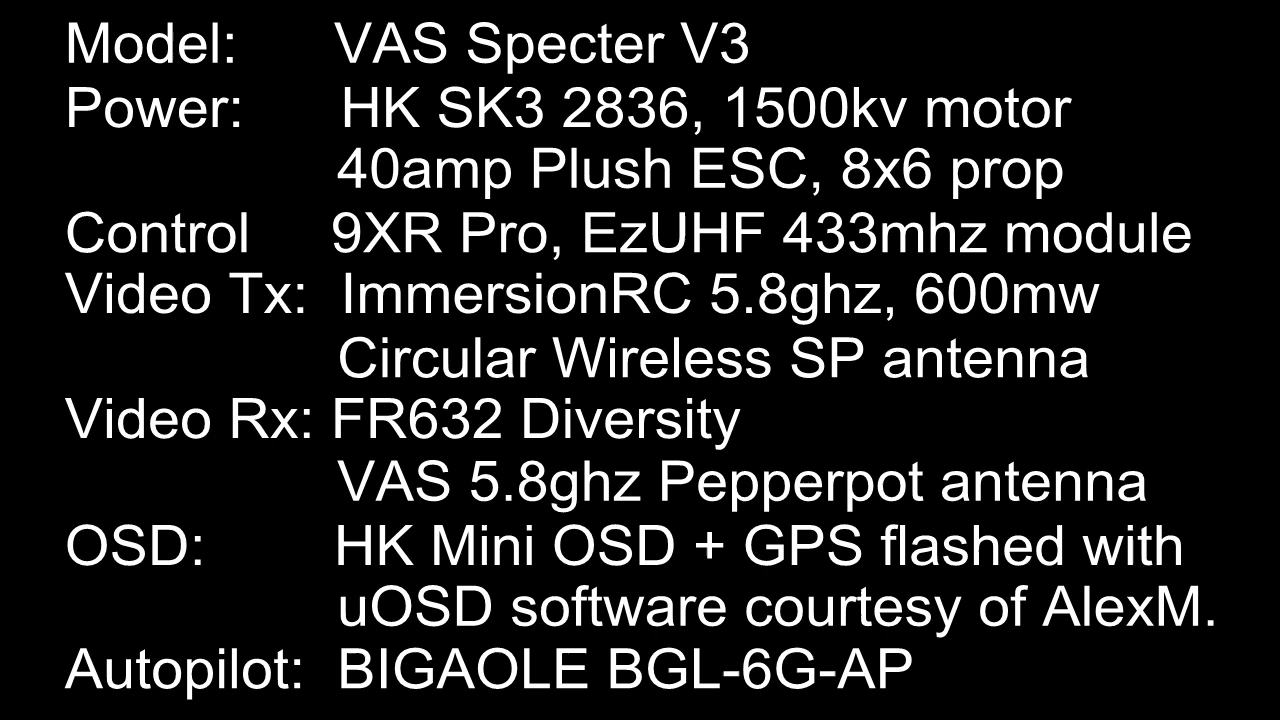 Model: VAS Specter V3
Power: HK SK3 2836, 1500kv motor
40amp Plush ESC, 8x6 prop
Control 9XR Pro, EzUHF 433mhz module
Video Tx: ImmersionRC 5.8ghz, 600mw
Circular Wireless SP antenna
Video Rx: FR632 Diversity
VAS 5.8ghz Pepperpot antenna
OSD: HK Mini OSD + GPS flashed with
uOSD software courtesy of AlexM.
Autopilot: BIGAOLE BGL-6G-AP